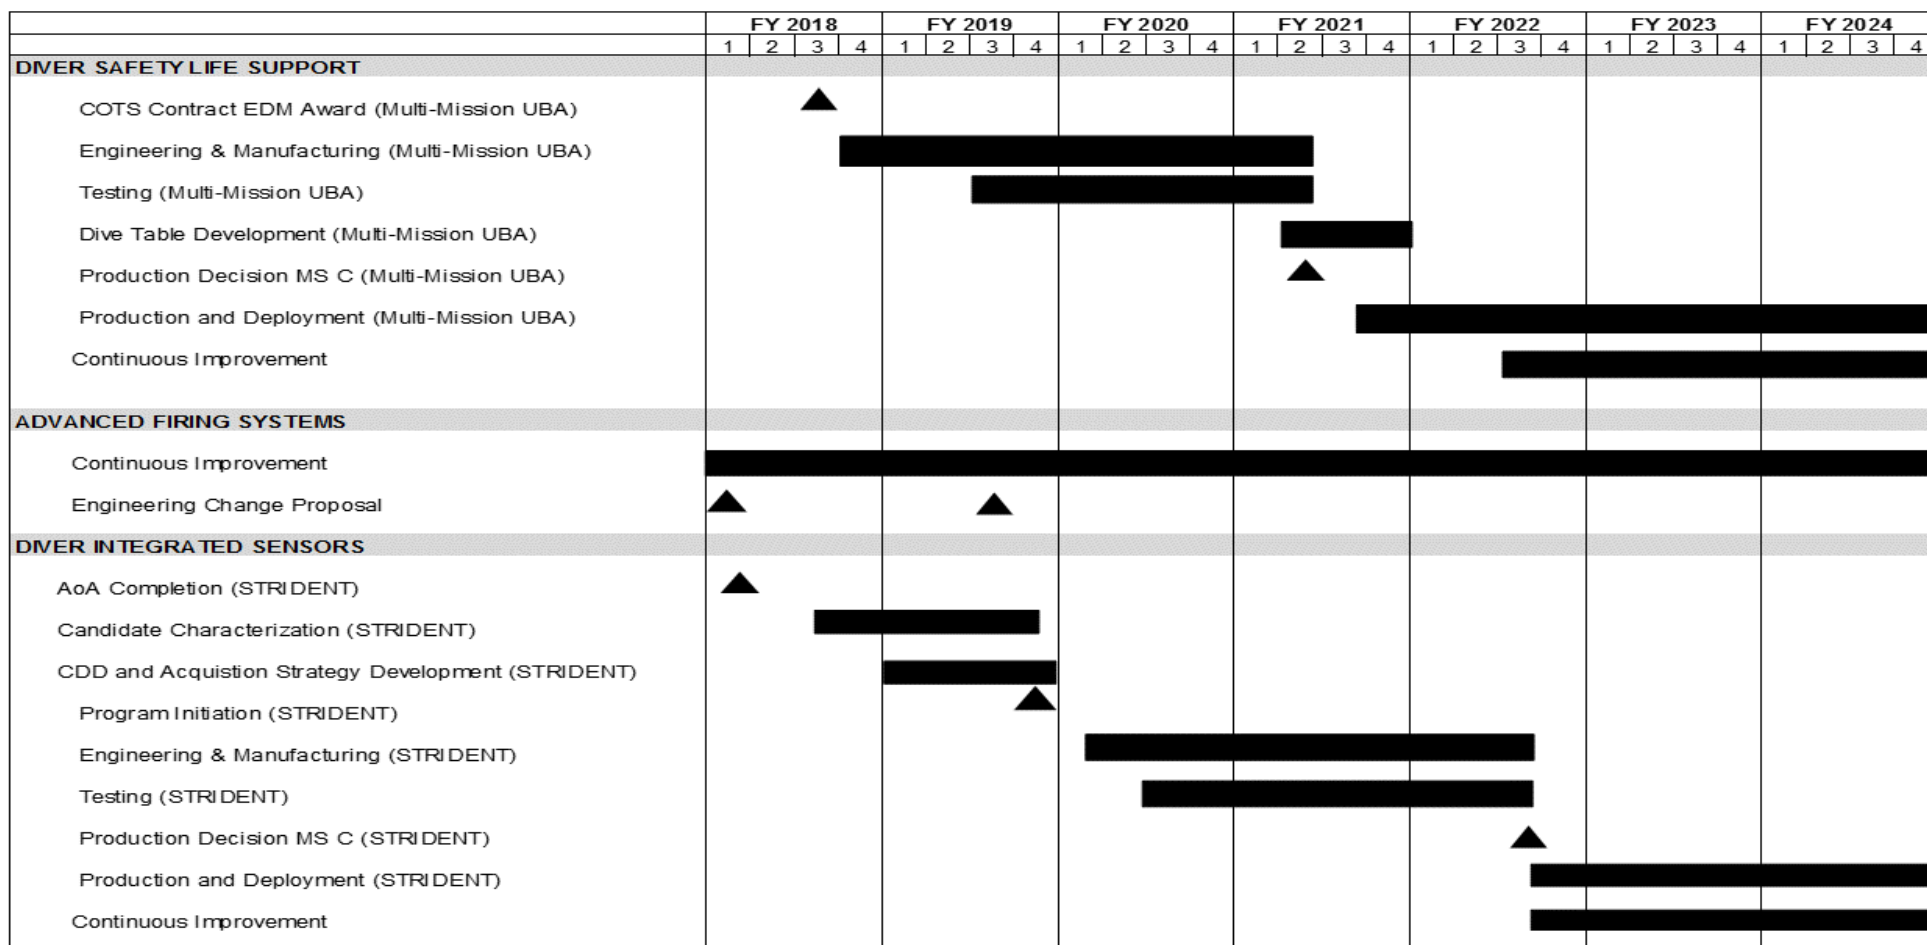 FY 2018 FY 2019 FY 2020 FY 2021 FY 2022 FY 2023 FY 2024
1 2 3 4 1 2 3 4 1 2 3 4 1 2 3 4 1 2 3 4 1 2 3 4 1 2 3 4
DIVER SAFETY LIFE SUPPORT
COTS Contract EDM Award (Multi-Mission UBA)
Engineering & Manufacturing (Multi-Mission UBA)
Testing (Multi-Mission UBA)
Dive Table Development (Multi-Mission UBA)
Production Decision MS C (Multi-Mission UBA)
Production and Deployment (Multi-Mission UBA)
Continuous Improvement
ADVANCED FIRING SYSTEMS
Continuous Improvement
Engineering Change Proposal
DIVER INTEGRATED SENSORS
AoA Completion (STRIDENT)
Candidate Characterization (STRIDENT)
CDD and Acquistion Strategy Development (STRIDENT)
Program Initiation (STRIDENT)
Engineering & Manufacturing (STRIDENT)
Testing (STRIDENT)
Production Decision MS C (STRIDENT)
Production and Deployment (STRIDENT)
Continuous Improvement